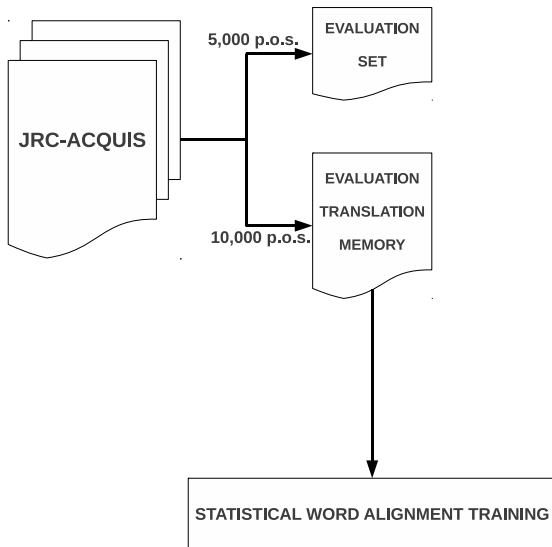 5,000 p.o.s.
EVALUATION
SET
JRC-ACQUIS
EVALUATION
TRANSLATION
MEMORY
10,000 p.o.s.
STATISTICAL WORD ALIGNMENT TRAINING